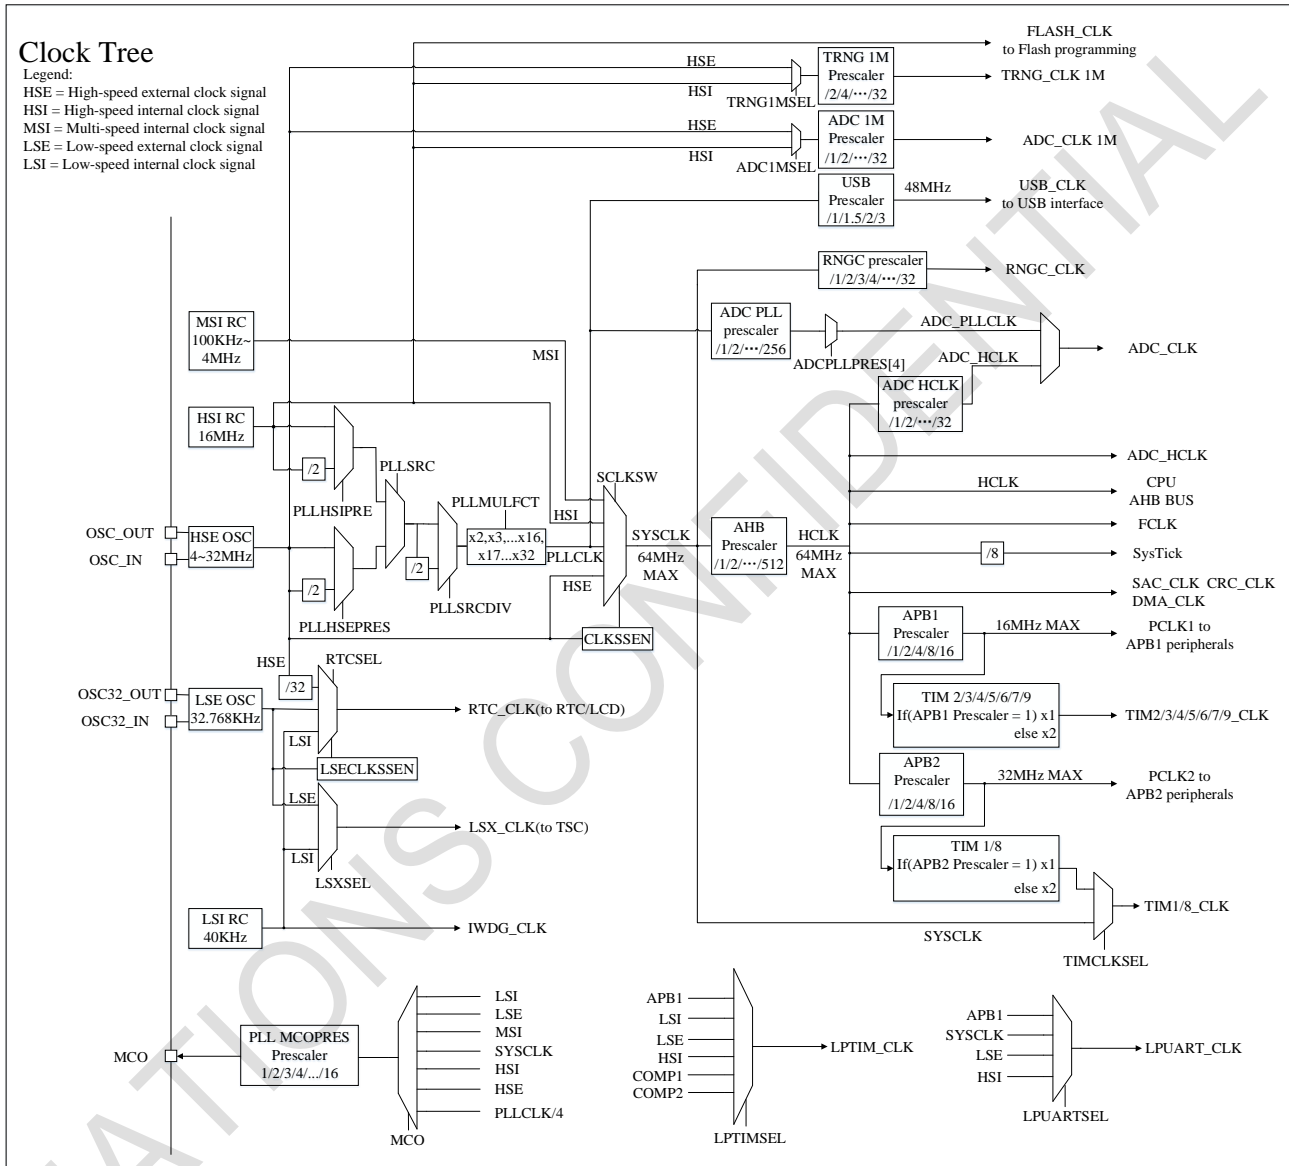 Clock Tree
Legend:
HSE = High-speed external clock signal
HSI = High-speed internal clock signal
MSI = Multi-speed internal clock signal
LSE = Low-speed external clock signal
LSI = Low-speed internal clock signal
FLASH_CLK
to Flash programming
HSE
HSI
TRNG1MSEL
TRNG 1M
Prescaler
/2/4/···/32
TRNG_CLK 1M
HSE
HSI
ADC1MSEL
ADC 1M
Prescaler
/1/2/···/32
ADC_CLK 1M
USB
Prescaler
/1/1.5/2/3
48MHz
USB_CLK
to USB interface
RNGC prescaler
/1/2/3/4/···/32
RNGC_CLK
MSI RC
100KHz~
4MHz
MSI
ADC PLL
prescaler
/1/2/···/256
ADCPLLPRES[4]
ADC_PLLCLK
ADC_HCLK
ADC_CLK
ADC HCLK
prescaler
/1/2/···/32
HSI RC
16MHz
/2
PLLHSIPRE
PLLSRC
PLLMULFCT
SCLKSW
ADC_HCLK
HCLK
CPU
AHB BUS
FCLK
/8
SysTick
SAC_CLK CRC_CLK
DMA_CLK
OSC_OUT
OSC_IN
HSE OSC
4~32MHz
/2
PLLHSEPRES
/2
PLLSRCDIV
x2,x3,...x16,
x17...x32
HSI
PLLCLK
HSE
CLKSSEN
SYSCLK
64MHz
MAX
AHB
Prescaler
/1/2/···/512
HCLK
64MHz
MAX
APB1
Prescaler
/1/2/4/8/16
16MHz MAX
PCLK1 to
APB1 peripherals
TIM 2/3/4/5/6/7/9
If(APB1 Prescaler = 1) x1
else x2
TIM2/3/4/5/6/7/9_CLK
APB2
Prescaler
/1/2/4/8/16
32MHz MAX
PCLK2 to
APB2 peripherals
TIM 1/8
If(APB2 Prescaler = 1) x1
else x2
SYSCLK
TIMCLKSEL
TIM1/8_CLK
HSE
/32
RTCSEL
OSC32_OUT
OSC32_IN
LSE OSC
32.768KHz
LSI
RTC_CLK(to RTC/LCD)
LSECLKSSEN
LSE
LSI
LSXSEL
LSX_CLK(to TSC)
LSI RC
40KHz
IWDG_CLK
MCO
PLL MCOPRES
Prescaler
1/2/3/4/.../16
LSI
LSE
MSI
SYSCLK
HSI
HSE
PLLCLK/4
MCO
APB1
LSI
LSE
HSI
COMP1
COMP2
LPTIMSEL
LPTIM_CLK
APB1
SYSCLK
LSE
HSI
LPUARTSEL
LPUART_CLK
NATIONS CONFIDENTIAL